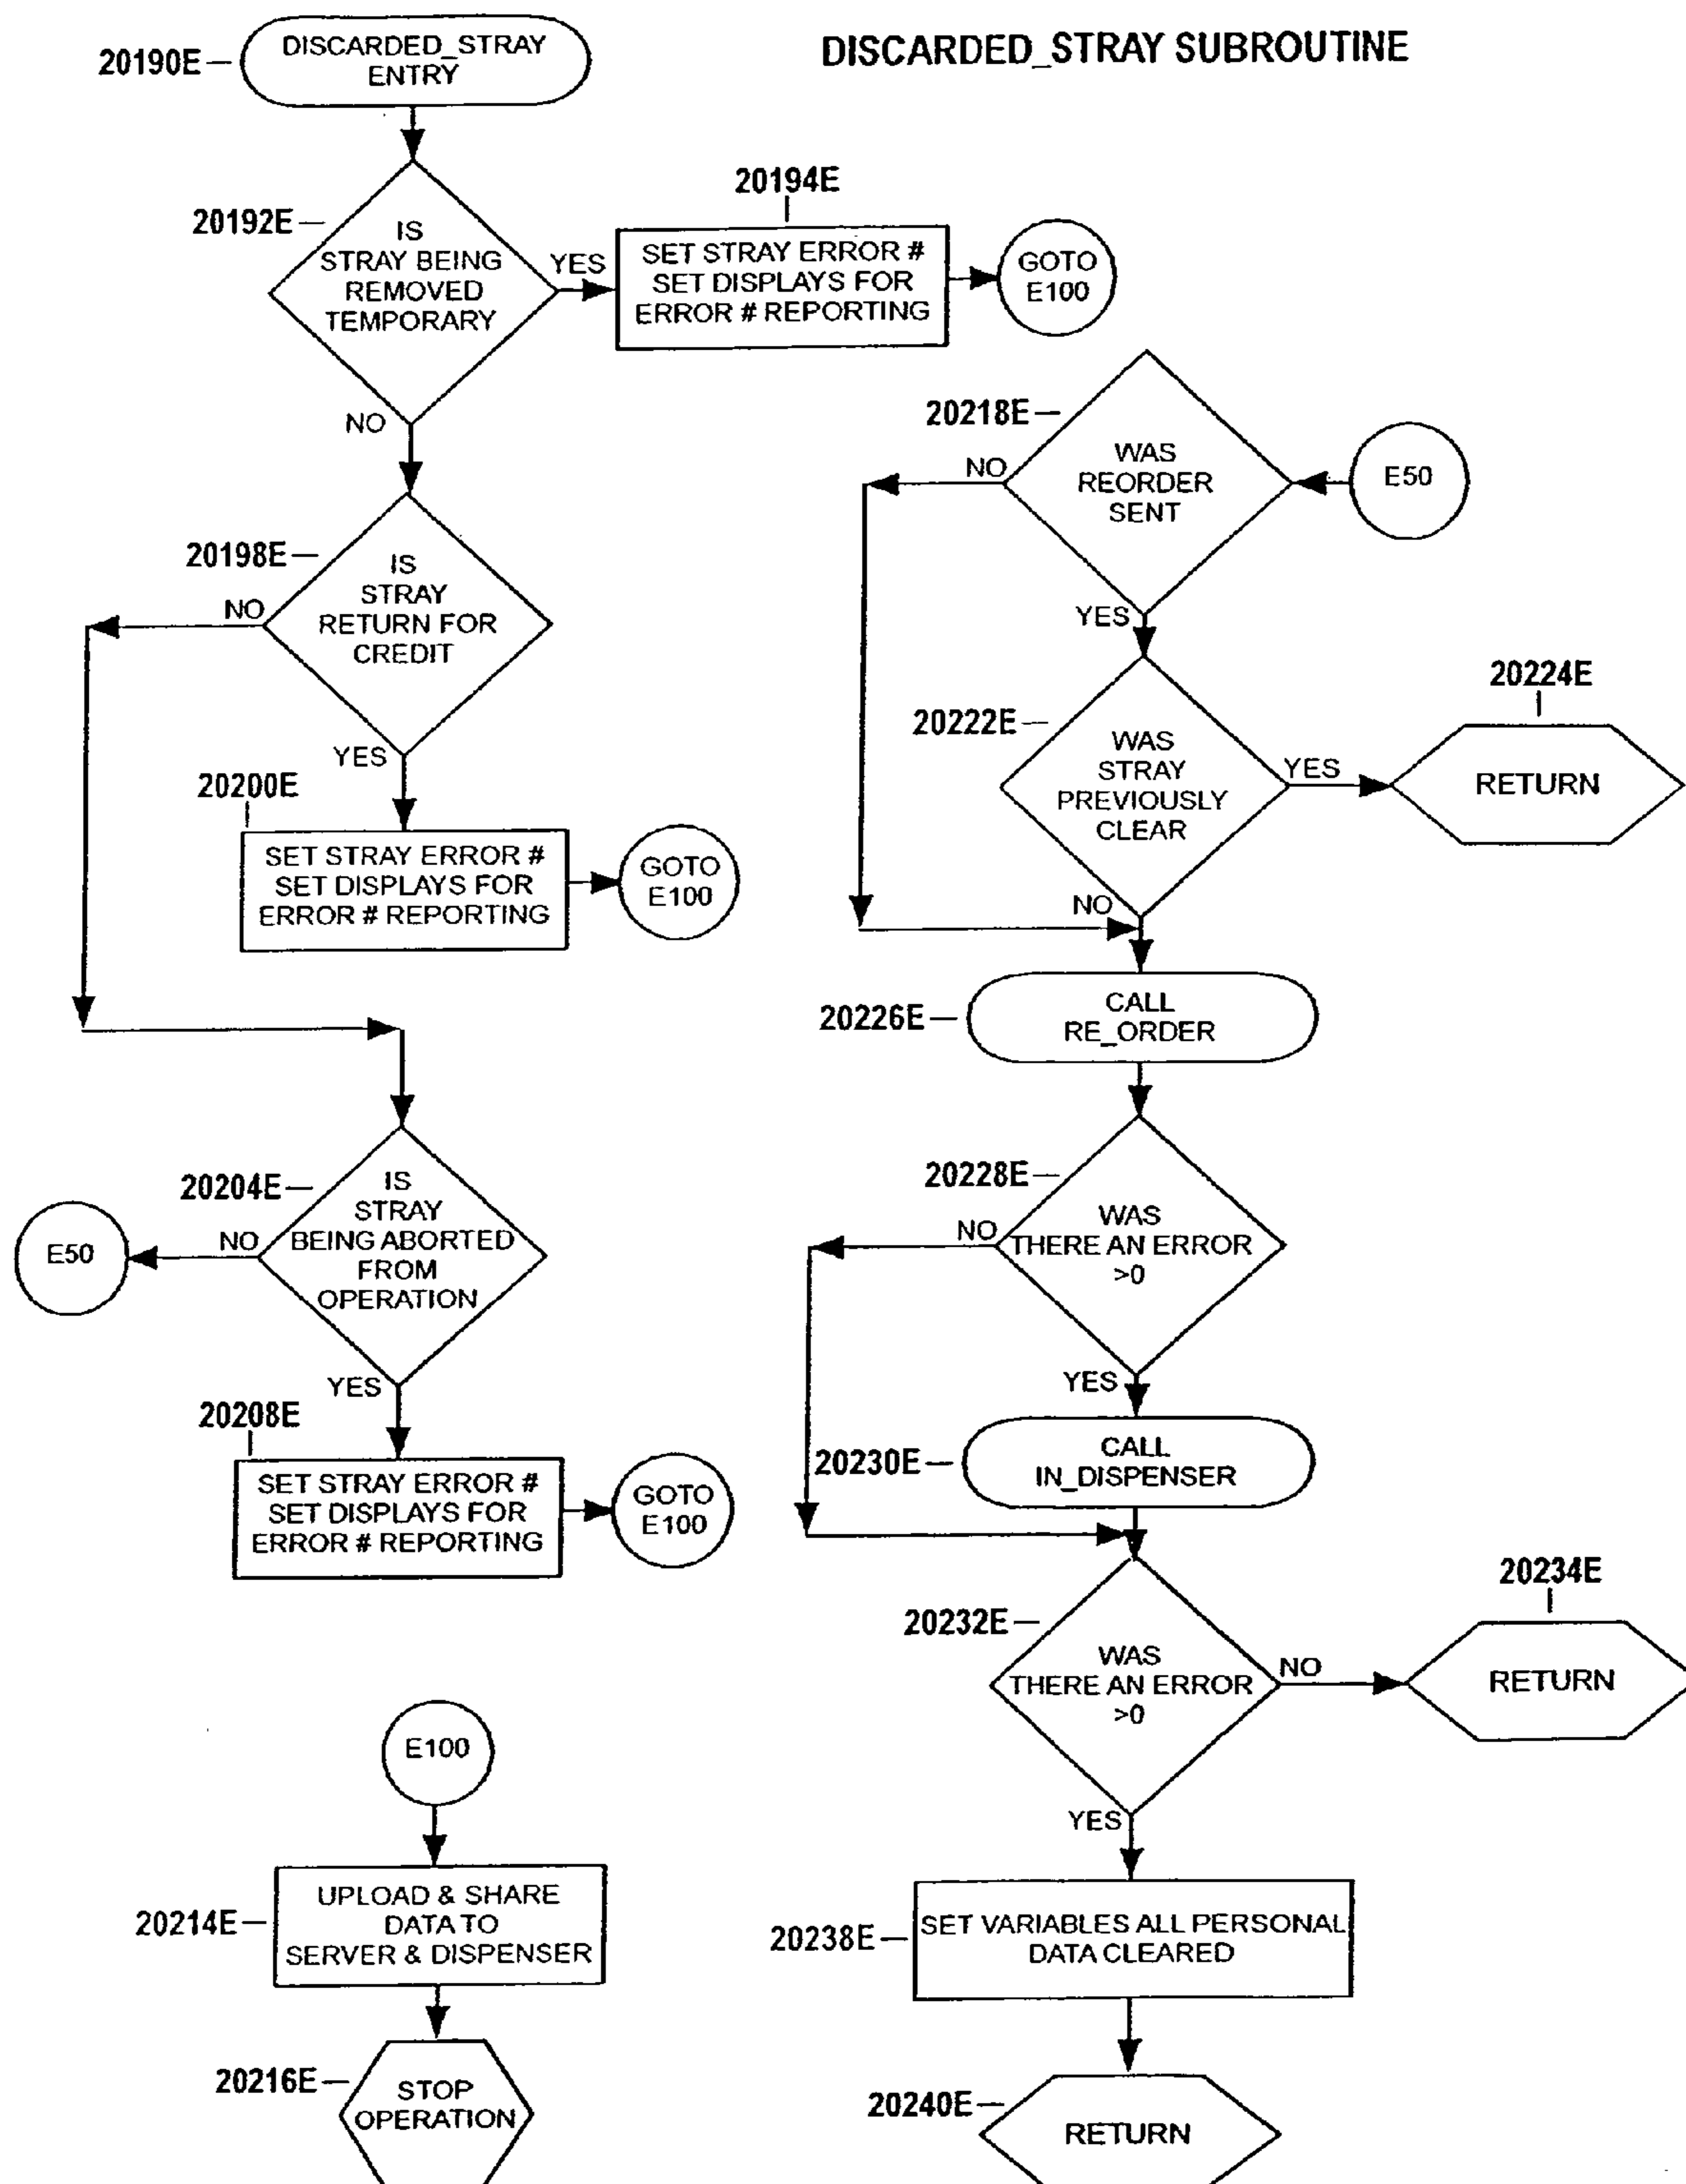 DISCARDED_STRAY SUBROUTINE
20190E
DISCARDED_STRAY
ENTRY
20192E
IS
STRAY BEING
REMOVED
TEMPORARY
YES
NO
20194E
SET STRAY ERROR #
SET DISPLAYS FOR
ERROR # REPORTING
GOTO
E100
20198E
IS
STRAY
RETURN FOR
CREDIT
NO
YES
20200E
SET STRAY ERROR #
SET DISPLAYS FOR
ERROR # REPORTING
GOTO
E100
20204E
IS
STRAY
BEING ABORTED
FROM
OPERATION
NO
E50
YES
20208E
SET STRAY ERROR #
SET DISPLAYS FOR
ERROR # REPORTING
GOTO
E100
E100
20214E
UPLOAD & SHARE
DATA TO
SERVER & DISPENSER
20216E
STOP
OPERATION
20218E
WAS
REORDER
SENT
E50
NO
YES
20222E
WAS
STRAY
PREVIOUSLY
CLEAR
YES
20224E
RETURN
NO
20226E
CALL
RE_ORDER
20228E
WAS
THERE AN ERROR
>0
NO
YES
20230E
CALL
IN_DISPENSER
20232E
WAS
THERE AN ERROR
>0
NO
20234E
RETURN
YES
20238E
SET VARIABLES ALL PERSONAL
DATA CLEARED
20240E
RETURN